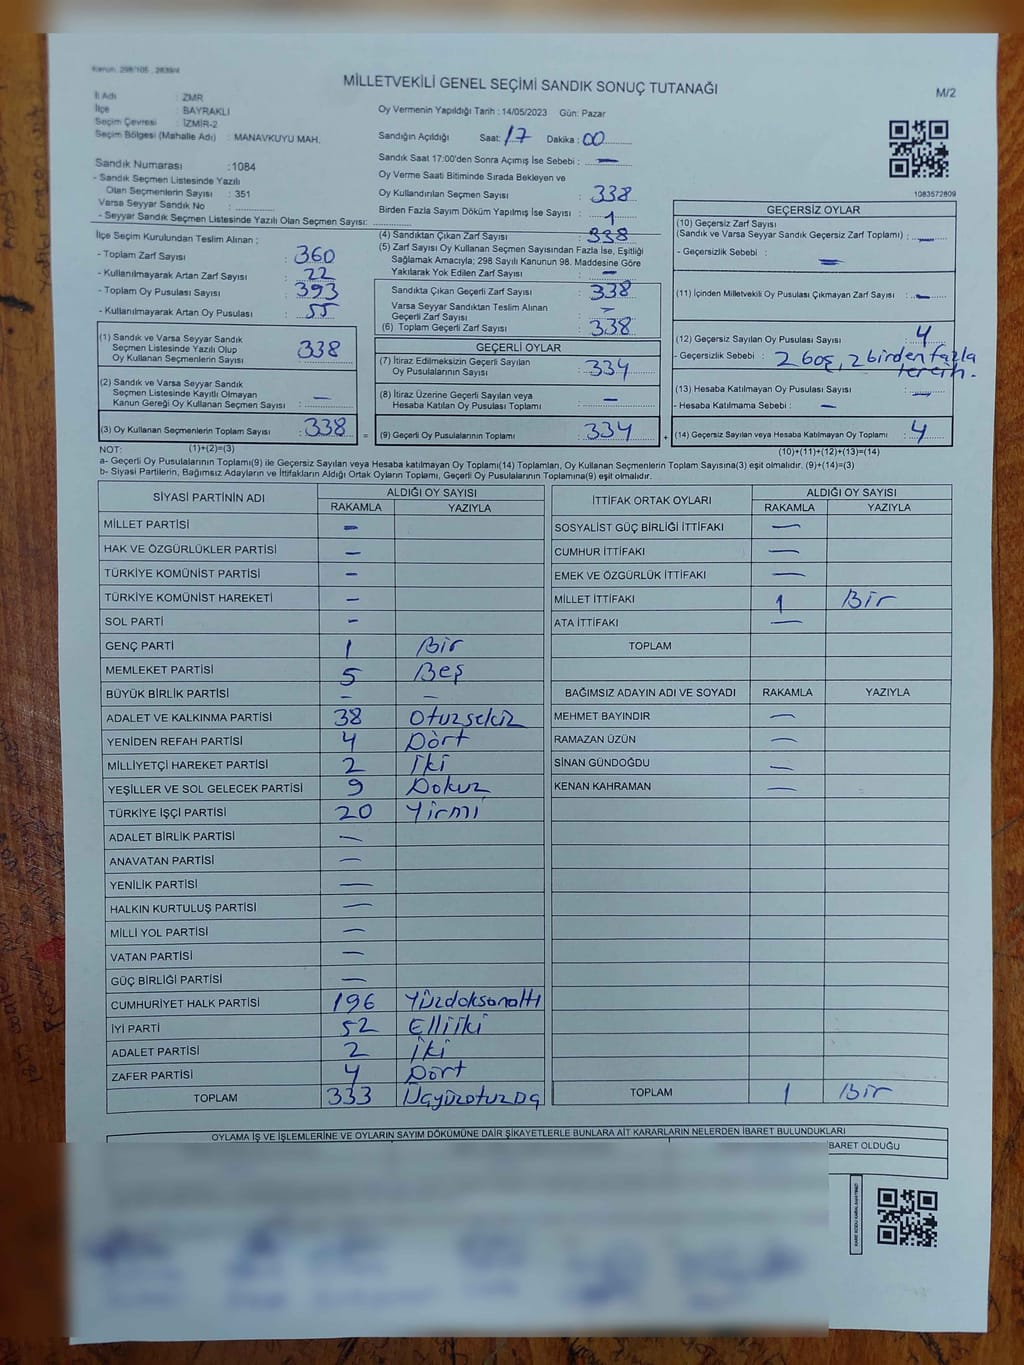 Kanun: 298/105 , 2839/4
MİLLETVEKİLİ GENEL SEÇİMİ SANDIK SONUÇ TUTANAĞI
M/2
İl Adı : ZMR
İlçe : BAYRAKLI
Seçim Çevresi : İZMİR-2
Seçim Bölgesi (Mahalle Adı) : MANAVKUYU MAH.
Oy Vermenin Yapıldığı Tarih : 14/05/2023 Gün: Pazar
Sandığın Açıldığı Saat: 17 Dakika : 00
Sandık Saat 17:00'den Sonra Açımış İse Sebebi : —
Sandık Numarası : 1084
- Sandık Seçmen Listesinde Yazılı
Olan Seçmenlerin Sayısı : 351
Varsa Seyyar Sandık No :
- Seyyar Sandık Seçmen Listesinde Yazılı Olan Seçmen Sayısı:
Oy Verme Saati Bitiminde Sırada Bekleyen ve
Oy Kullandırılan Seçmen Sayısı : 338
Birden Fazla Sayım Döküm Yapılmış İse Sayısı : 1
1083572809
İlçe Seçim Kurulundan Teslim Alınan :
- Toplam Zarf Sayısı : 360
- Kullanılmayarak Artan Zarf Sayısı : 22
- Toplam Oy Pusulası Sayısı : 393
- Kullanılmayarak Artan Oy Pusulası : 55
(4) Sandıktan Çıkan Zarf Sayısı : 338
(5) Zarf Sayısı Oy Kullanan Seçmen Sayısından Fazla İse, Eşitliği
Sağlamak Amacıyla; 298 Sayılı Kanunun 98. Maddesine Göre
Yakılarak Yok Edilen Zarf Sayısı : —
Sandıkta Çıkan Geçerli Zarf Sayısı : 338
Varsa Seyyar Sandıktan Teslim Alınan
Geçerli Zarf Sayısı : —
(6) Toplam Geçerli Zarf Sayısı : 338
GEÇERSİZ OYLAR
(10) Geçersiz Zarf Sayısı
(Sandık ve Varsa Seyyar Sandık Geçersiz Zarf Toplamı) : —
- Geçersizlik Sebebi : —
(11) İçinden Milletvekili Oy Pusulası Çıkmayan Zarf Sayısı : —
(12) Geçersiz Sayılan Oy Pusulası Sayısı : 4
- Geçersizlik Sebebi : 2 boş, 2 birden fazla
tercih.
(13) Hesaba Katılmayan Oy Pusulası Sayısı :
- Hesaba Katılmama Sebebi : —
(14) Geçersiz Sayılan veya Hesaba Katılmayan Oy Toplamı : 4
(10)+(11)+(12)+(13)=(14)
(1) Sandık ve Varsa Seyyar Sandık
Seçmen Listesinde Yazılı Olup
Oy Kullanan Seçmenlerin Sayısı : 338
(2) Sandık ve Varsa Seyyar Sandık
Seçmen Listesinde Kayıtlı Olmayan
Kanun Gereği Oy Kullanan Seçmen Sayısı : —
(3) Oy Kullanan Seçmenlerin Toplam Sayısı : 338 =
(1)+(2)=(3)
GEÇERLİ OYLAR
(7) İtiraz Edilmeksizin Geçerli Sayılan
Oy Pusulalarının Sayısı : 334
(8) İtiraz Üzerine Geçerli Sayılan veya
Hesaba Katılan Oy Pusulası Toplamı : —
(9) Geçerli Oy Pusulalarının Toplamı : 334 +
NOT:
a- Geçerli Oy Pusulalarının Toplamı(9) ile Geçersiz Sayılan veya Hesaba katılmayan Oy Toplamı(14) Toplamları, Oy Kullanan Seçmenlerin Toplam Sayısına(3) eşit olmalıdır. (9)+(14)=(3)
b- Siyasi Partilerin, Bağımsız Adayların ve İttifakların Aldığı Ortak Oyların Toplamı, Geçerli Oy Pusulalarının Toplamına(9) eşit olmalıdır.
SİYASİ PARTİNİN ADI ALDIĞI OY SAYISI
RAKAMLA YAZIYLA
MİLLET PARTİSİ —
HAK VE ÖZGÜRLÜKLER PARTİSİ —
TÜRKİYE KOMÜNİST PARTİSİ —
TÜRKİYE KOMÜNİST HAREKETİ —
SOL PARTİ —
GENÇ PARTİ 1 Bir
MEMLEKET PARTİSİ 5 Beş
BÜYÜK BİRLİK PARTİSİ — —
ADALET VE KALKINMA PARTİSİ 38 Otuzsekiz
YENİDEN REFAH PARTİSİ 4 Dört
MİLLİYETÇİ HAREKET PARTİSİ 2 İki
YEŞİLLER VE SOL GELECEK PARTİSİ 9 Dokuz
TÜRKİYE İŞÇİ PARTİSİ 20 Yirmi
ADALET BİRLİK PARTİSİ —
ANAVATAN PARTİSİ —
YENİLİK PARTİSİ —
HALKIN KURTULUŞ PARTİSİ —
MİLLİ YOL PARTİSİ —
VATAN PARTİSİ —
GÜÇ BİRLİĞİ PARTİSİ —
CUMHURİYET HALK PARTİSİ 196 Yüzdoksanaltı
İYİ PARTİ 52 Elliiki
ADALET PARTİSİ 2 İki
ZAFER PARTİSİ 4 Dört
TOPLAM 333 Üçyüzotuzüç
İTTİFAK ORTAK OYLARI ALDIĞI OY SAYISI
RAKAMLA YAZIYLA
SOSYALİST GÜÇ BİRLİĞİ İTTİFAKI —
CUMHUR İTTİFAKI —
EMEK VE ÖZGÜRLÜK İTTİFAKI —
MİLLET İTTİFAKI 1 Bir
ATA İTTİFAKI —
TOPLAM
BAĞIMSIZ ADAYIN ADI VE SOYADI RAKAMLA YAZIYLA
MEHMET BAYINDIR —
RAMAZAN ÜZÜN —
SİNAN GÜNDOĞDU —
KENAN KAHRAMAN —
TOPLAM 1 Bir
OYLAMA İŞ VE İŞLEMLERİNE VE OYLARIN SAYIM DÖKÜMÜNE DAİR ŞİKAYETLERLE BUNLARA AİT KARARLARIN NELERDEN İBARET BULUNDUKLARI
İBARET OLDUĞU